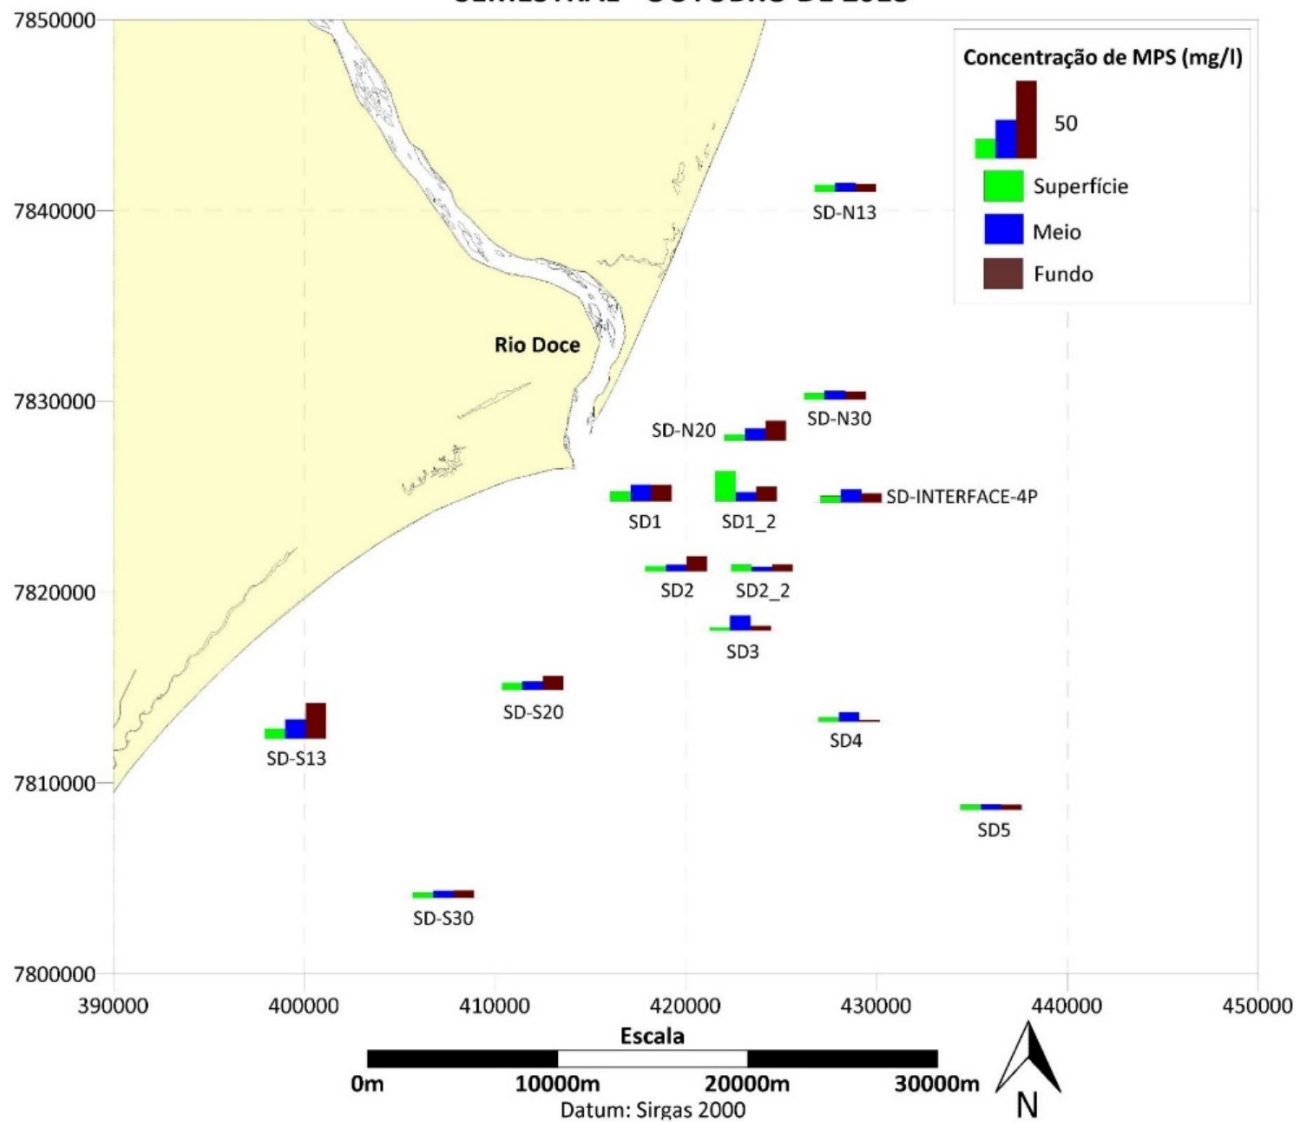 7850000
Concentração de MPS (mg/l)
50
Superfície
Meio
Fundo
SD-N13
7840000
Rio Doce
7830000
SD-N30
SD-N20
SD-INTERFACE-4P
SD1
SD1_2
7820000
SD2
SD2_2
SD3
SD-S20
SD4
SD-S13
7810000
SD5
SD-S30
7800000
390000 400000 410000 420000 430000 440000 450000
Escala
0m 10000m 20000m 30000m
Datum: Sirgas 2000
N